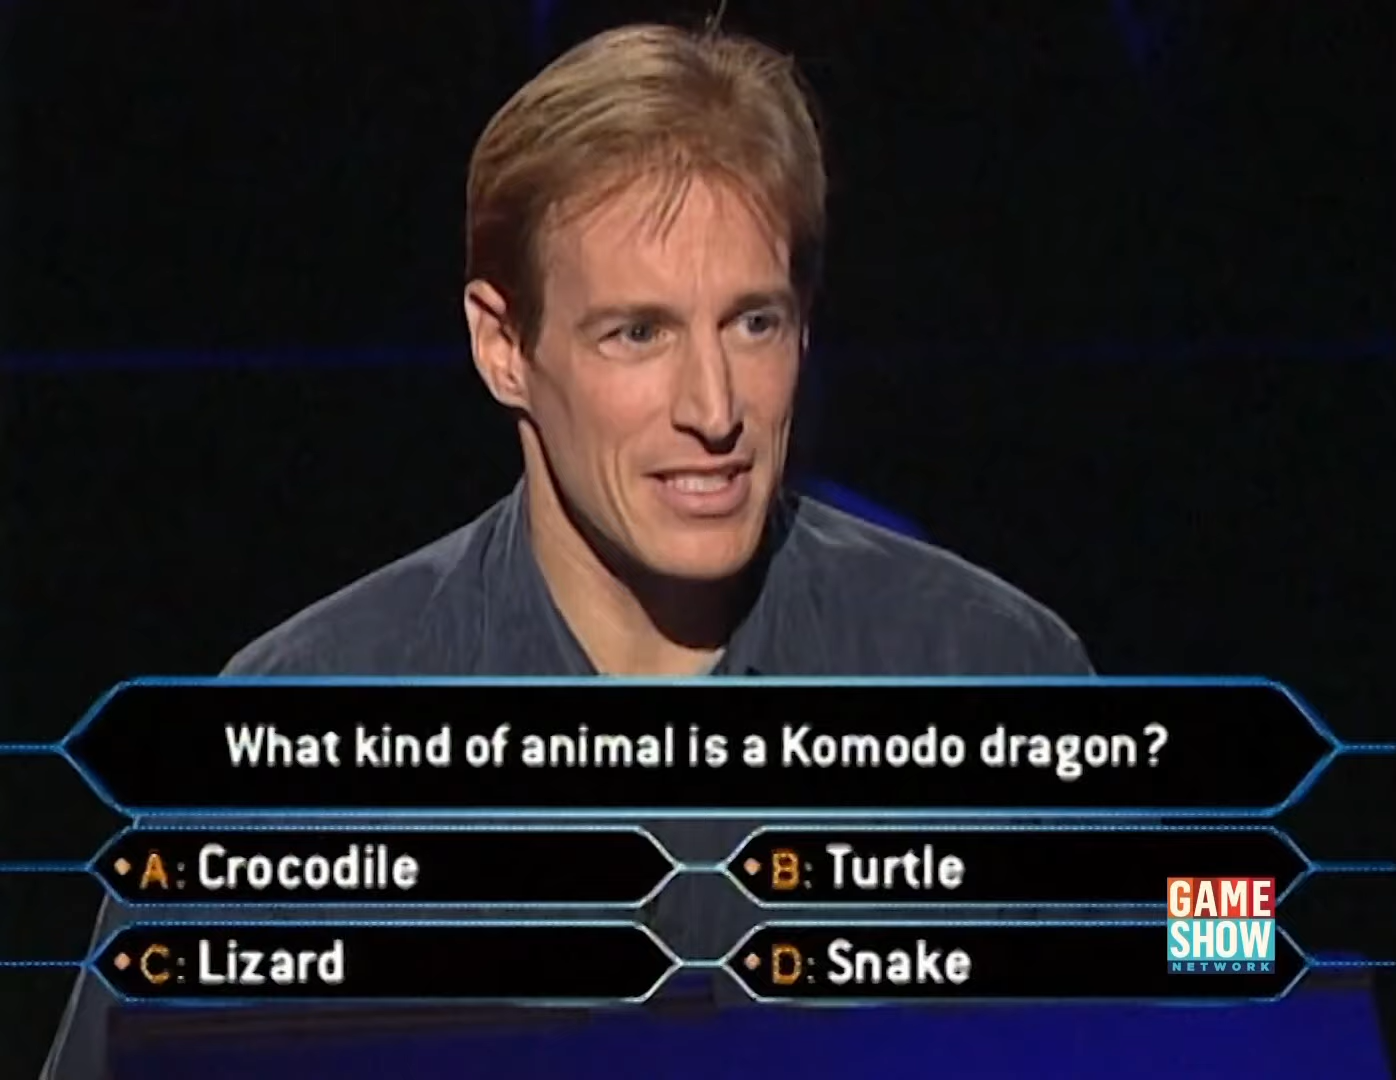 What kind of animal is a Komodo dragon?
A: Crocodile
B: Turtle
C: Lizard
D: Snake
GAME
SHOW
NETWORK